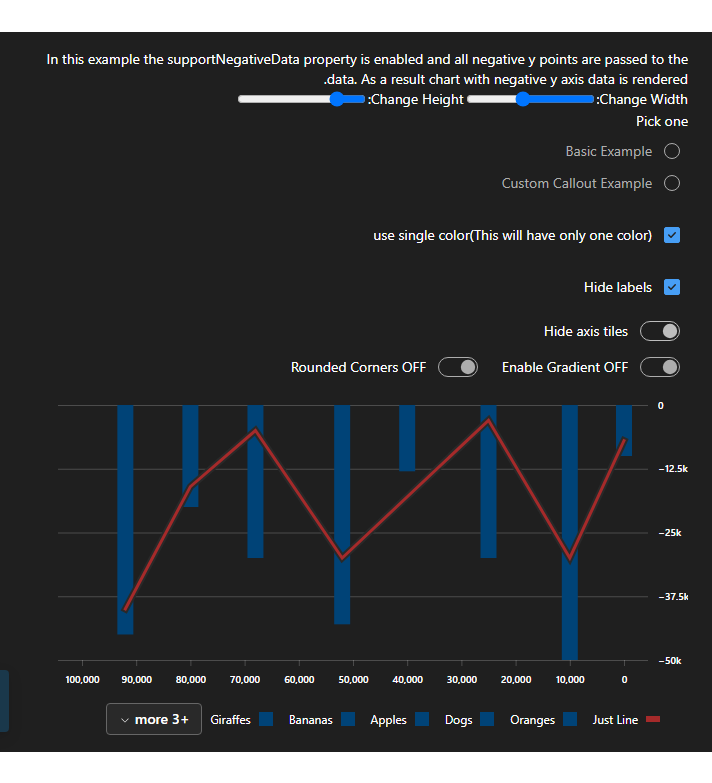 In this example the supportNegativeData property is enabled and all negative y points are passed to the
.data. As a result chart with negative y axis data is rendered
:Change Height :Change Width
Pick one
Basic Example
Custom Callout Example
use single color(This will have only one color)
Hide labels
Hide axis tiles
Rounded Corners OFF Enable Gradient OFF
0
−12.5k
−25k
−37.5k
−50k
100,000 90,000 80,000 70,000 60,000 50,000 40,000 30,000 20,000 10,000 0
more 3+ Giraffes Bananas Apples Dogs Oranges Just Line